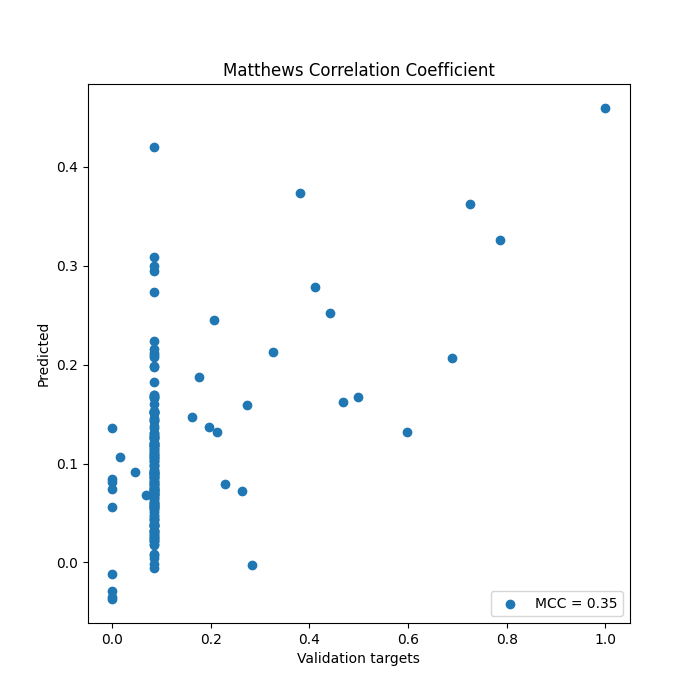 Matthews Correlation Coefficient
Predicted
0.4
0.3
0.2
0.1
0.0
MCC = 0.35
0.0 0.2 0.4 0.6 0.8 1.0
Validation targets